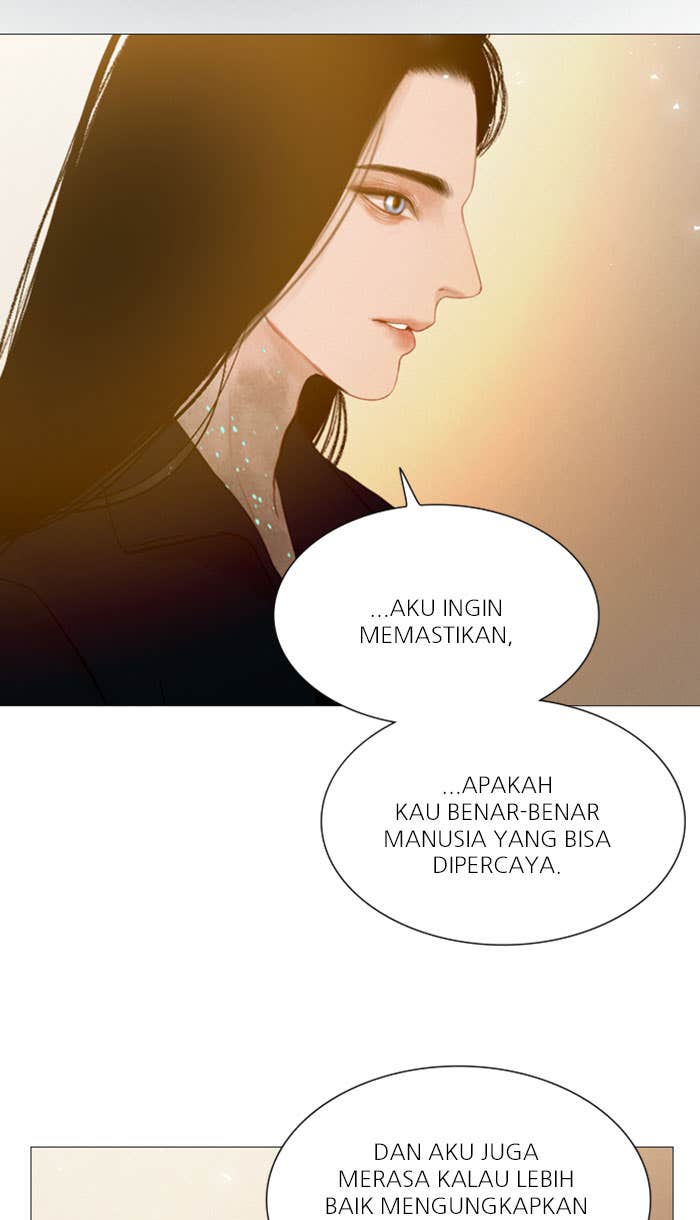 ...AKU INGIN
MEMASTIKAN,
...APAKAH
KAU BENAR-BENAR
MANUSIA YANG BISA
DIPERCAYA.
DAN AKU JUGA
MERASA KALAU LEBIH
BAIK MENGUNGKAPKAN